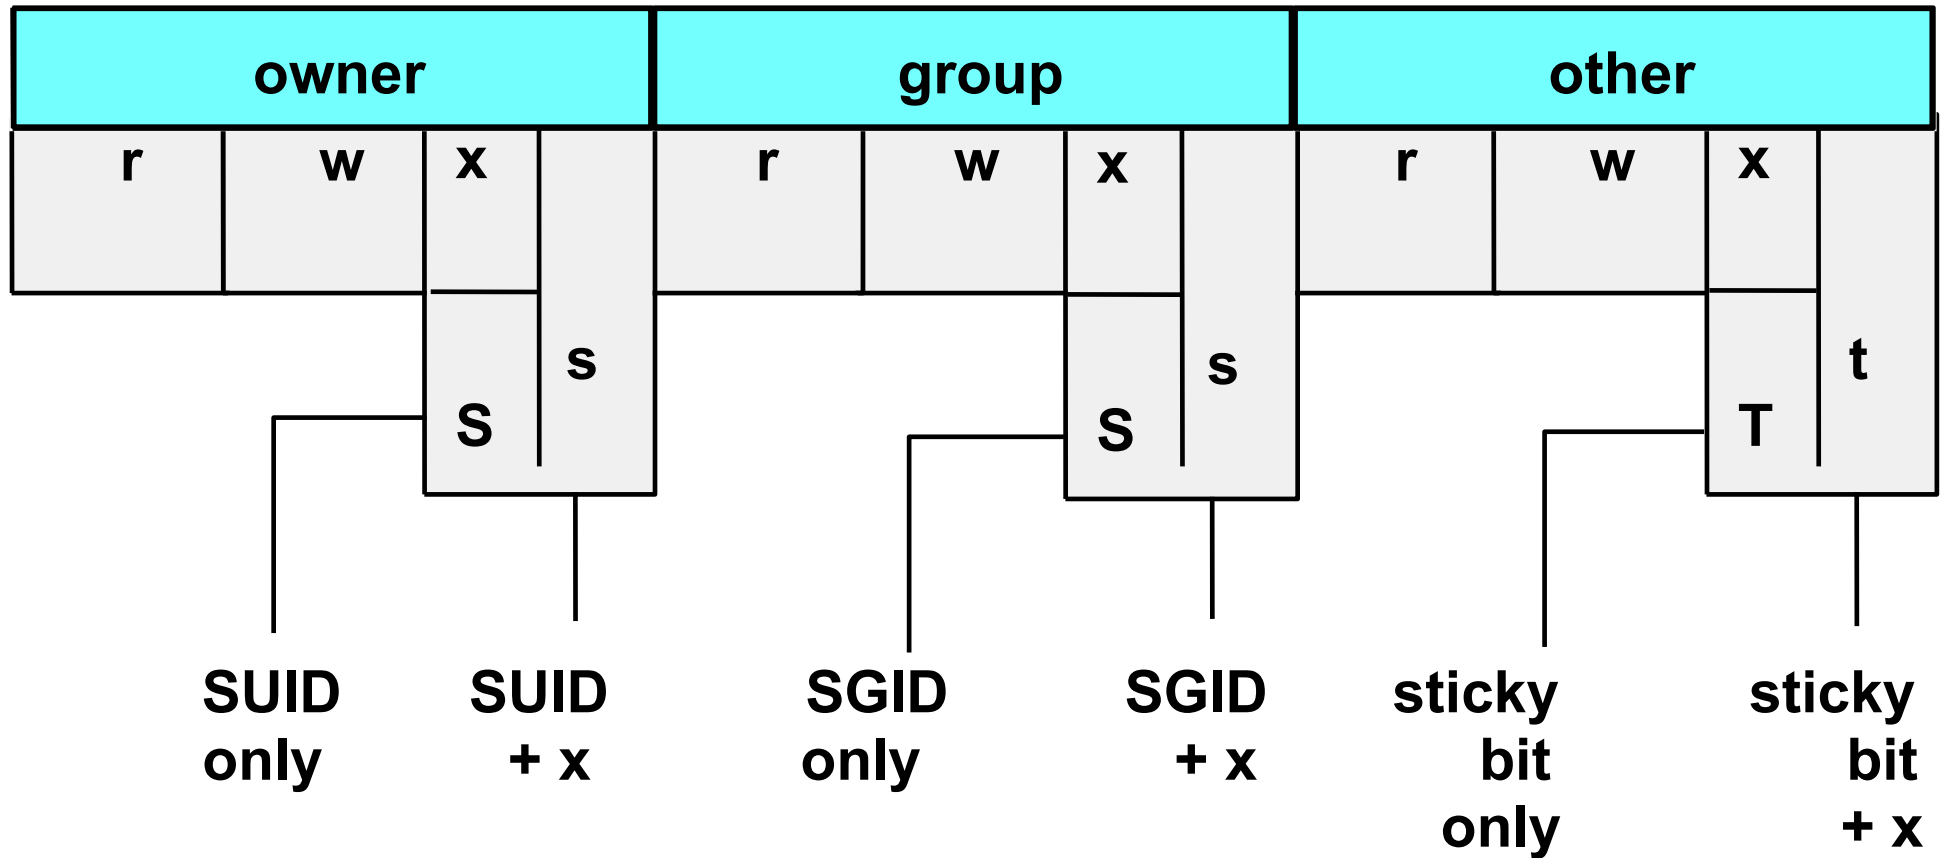 owner group other
r w x r w x r w x
s s t
S S T
SUID SUID SGID SGID sticky sticky
only + x only + x bit bit
only + x